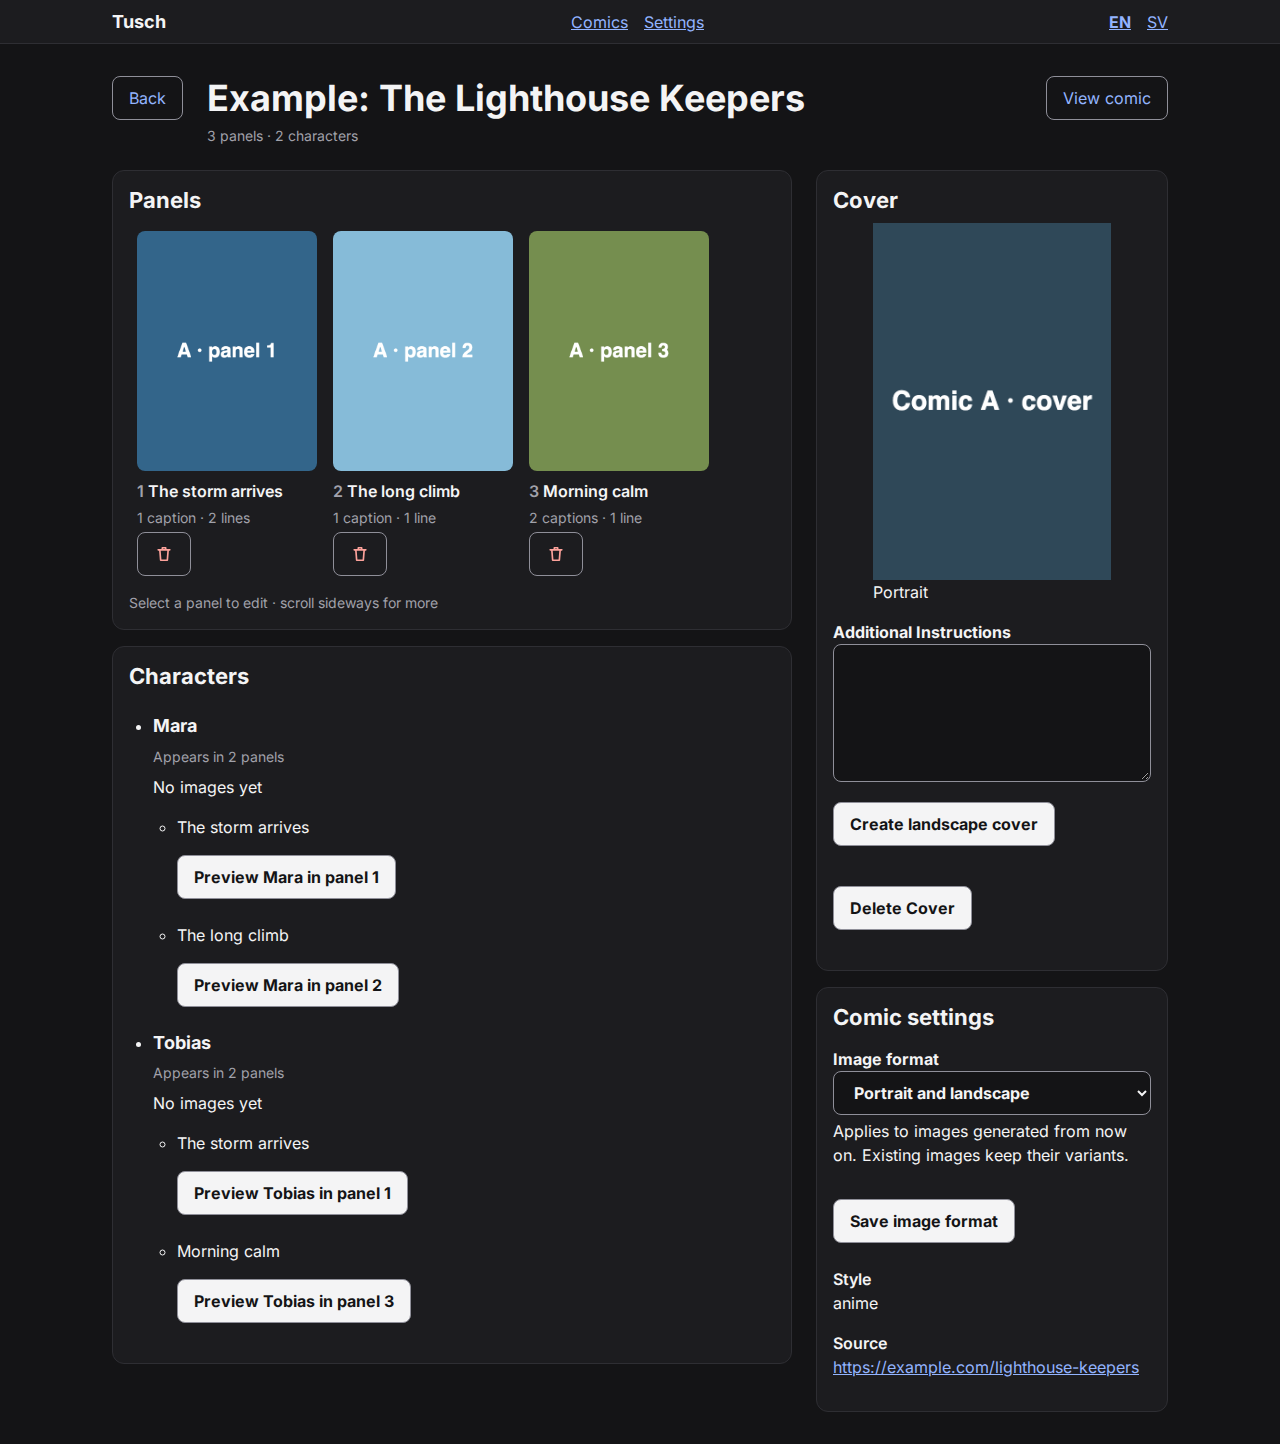 Tusch
Comics Settings
EN SV
Back
Example: The Lighthouse Keepers
View comic
3 panels · 2 characters
Panels
A · panel 1
A · panel 2
A · panel 3
1 The storm arrives
1 caption · 2 lines
2 The long climb
1 caption · 1 line
3 Morning calm
2 captions · 1 line
Select a panel to edit · scroll sideways for more
Characters
Mara
Appears in 2 panels
No images yet
The storm arrives
Preview Mara in panel 1
The long climb
Preview Mara in panel 2
Tobias
Appears in 2 panels
No images yet
The storm arrives
Preview Tobias in panel 1
Morning calm
Preview Tobias in panel 3
Cover
Comic A · cover
Portrait
Additional Instructions
Create landscape cover
Delete Cover
Comic settings
Image format
Portrait and landscape
Applies to images generated from now
on. Existing images keep their variants.
Save image format
Style
anime
Source
https://example.com/lighthouse-keepers